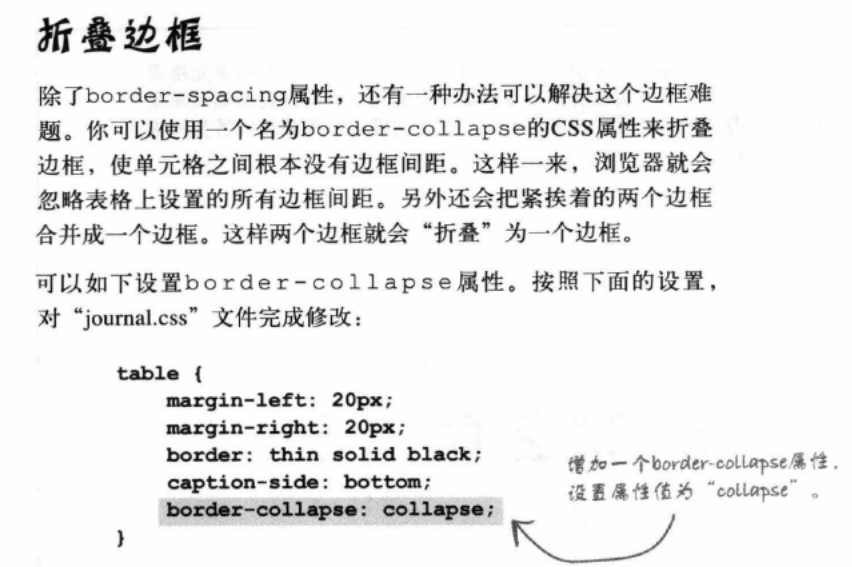 折叠边框
除了border-spacing属性，还有一种办法可以解决这个边框难
题。你可以使用一个名为border-collapse的CSS属性来折叠
边框，使单元格之间根本没有边框间距。这样一来，浏览器就会
忽略表格上设置的所有边框间距。另外还会把紧挨着的两个边框
合并成一个边框。这样两个边框就会“折叠”为一个边框。
可以如下设置border-collapse属性。按照下面的设置，
对“journal.css”文件完成修改：
table {
margin-left: 20px;
margin-right: 20px;
border: thin solid black;
caption-side: bottom;
border-collapse: collapse;
}
增加一个border-collapse属性，
设置属性值为“collapse”。